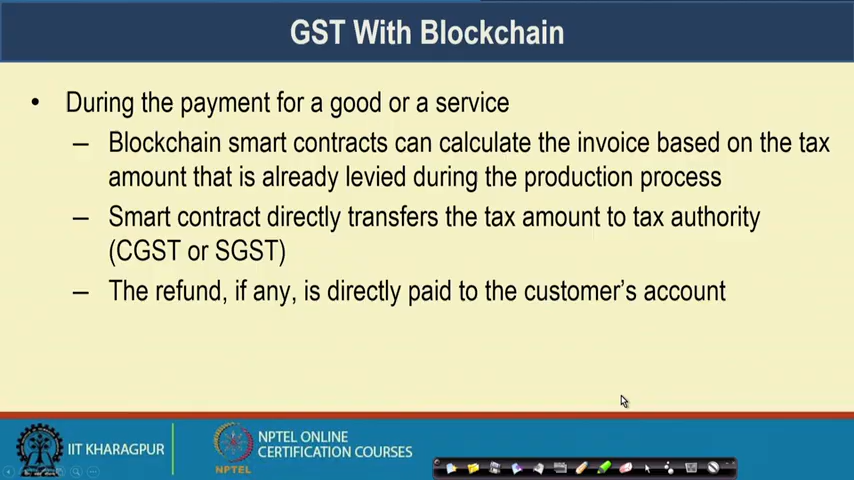 GST With Blockchain
• During the payment for a good or a service
– Blockchain smart contracts can calculate the invoice based on the tax
amount that is already levied during the production process
– Smart contract directly transfers the tax amount to tax authority
(CGST or SGST)
– The refund, if any, is directly paid to the customer's account
IIT KHARAGPUR
NPTEL
NPTEL ONLINE
CERTIFICATION COURSES